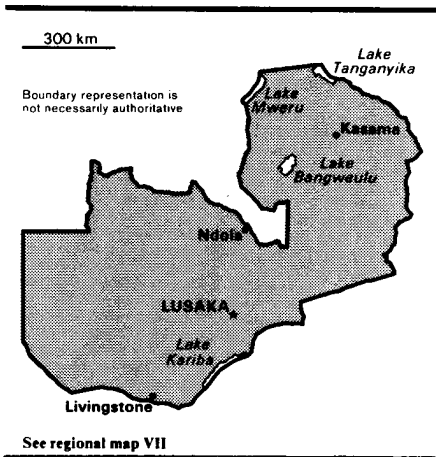 300 km
Lake
Tanganyika
Boundary representation is
not necessarily authoritative
Lake
Mweru
Kasama
Lake
Bangweulu
Ndola
LUSAKA
Lake
Kariba
Livingstone
See regional map VII